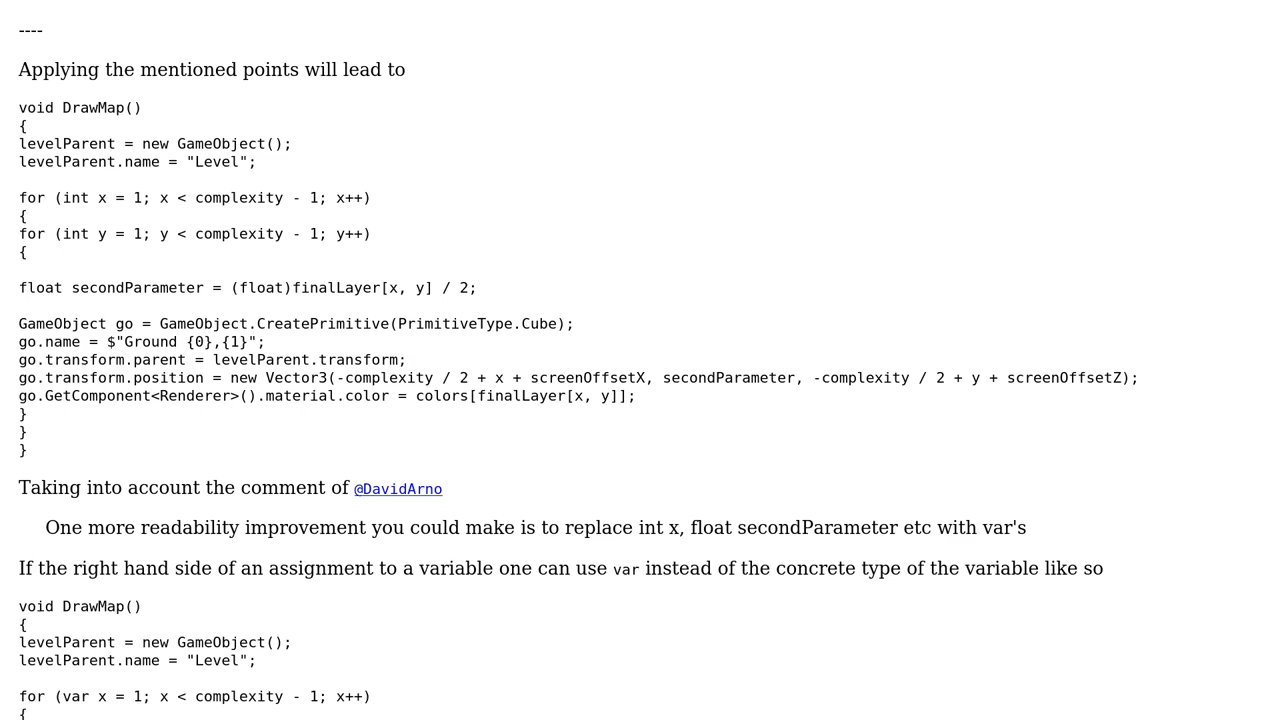 ----
Applying the mentioned points will lead to
void DrawMap()
{
levelParent = new GameObject();
levelParent.name = "Level";
for (int x = 1; x < complexity - 1; x++)
{
for (int y = 1; y < complexity - 1; y++)
{
float secondParameter = (float)finalLayer[x, y] / 2;
GameObject go = GameObject.CreatePrimitive(PrimitiveType.Cube);
go.name = $"Ground {0},{1}";
go.transform.parent = levelParent.transform;
go.transform.position = new Vector3(-complexity / 2 + x + screenOffsetX, secondParameter, -complexity / 2 + y + screenOffsetZ);
go.GetComponent<Renderer>().material.color = colors[finalLayer[x, y]];
}
}
}
Taking into account the comment of @DavidArno
One more readability improvement you could make is to replace int x, float secondParameter etc with var's
If the right hand side of an assignment to a variable one can use var instead of the concrete type of the variable like so
void DrawMap()
{
levelParent = new GameObject();
levelParent.name = "Level";
for (var x = 1; x < complexity - 1; x++)
{